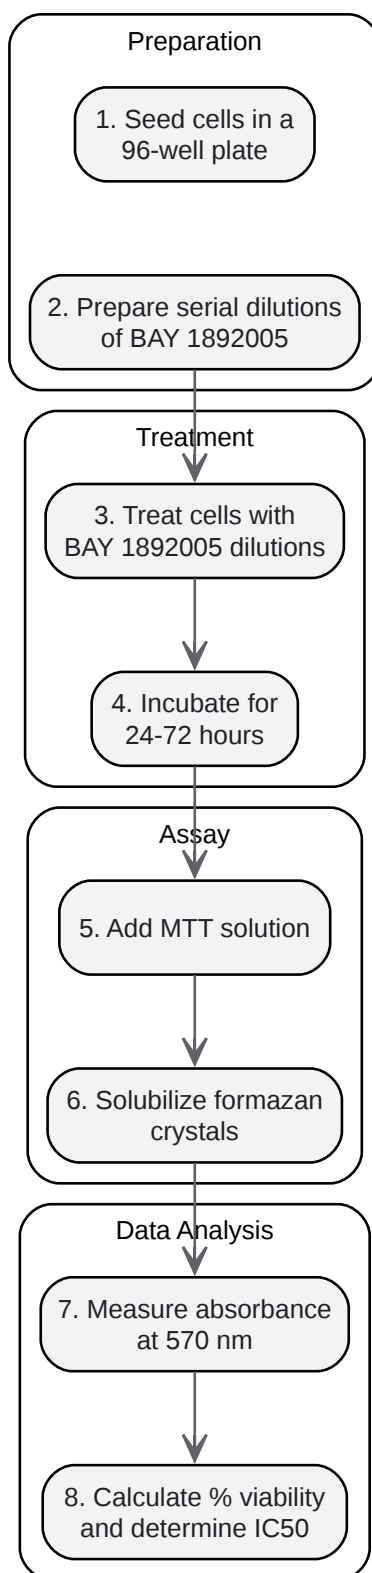 Preparation
1. Seed cells in a
96-well plate
2. Prepare serial dilutions
of BAY 1892005
Treatment
3. Treat cells with
BAY 1892005 dilutions
4. Incubate for
24-72 hours
Assay
5. Add MTT solution
6. Solubilize formazan
crystals
Data Analysis
7. Measure absorbance
at 570 nm
8. Calculate % viability
and determine IC50